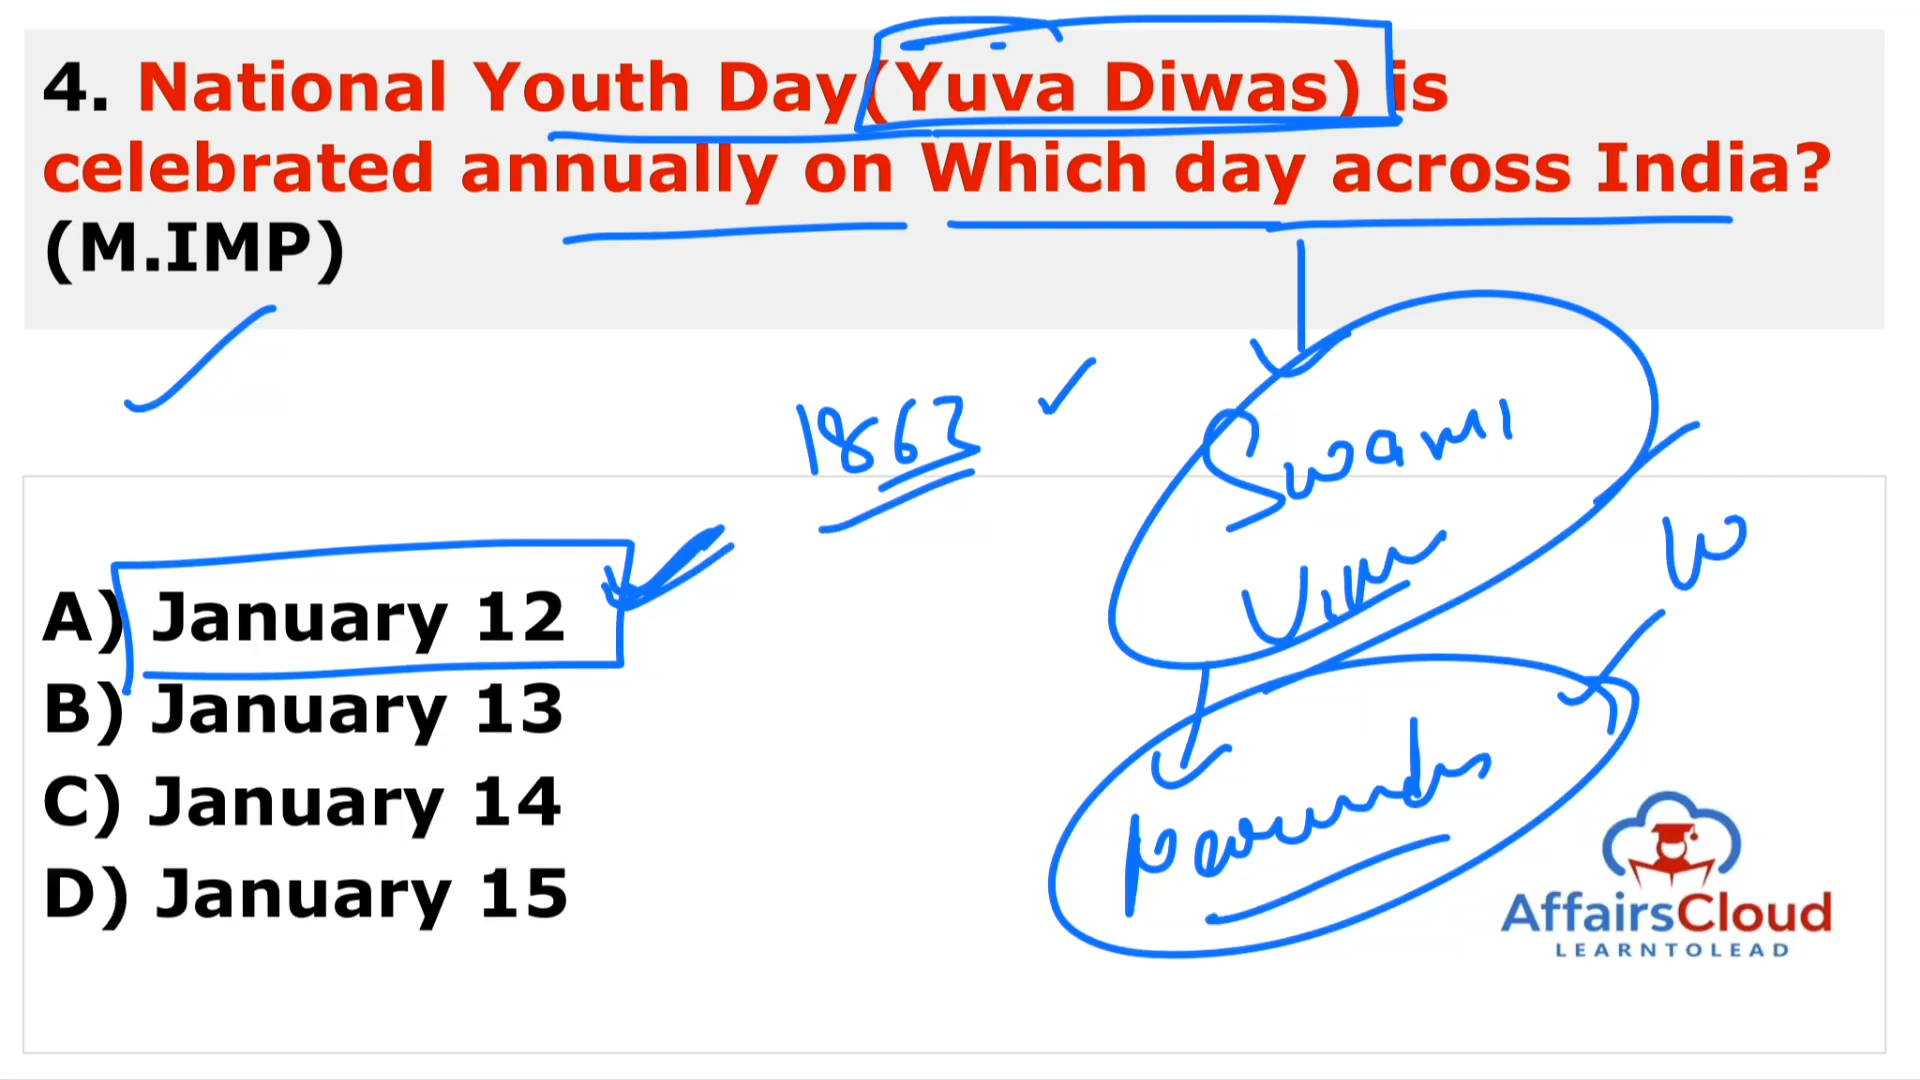 4. National Youth Day(Yuva Diwas) is
celebrated annually on Which day across India?
(M.IMP)
1863
Swami
A) January 12
B) January 13
C) January 14
D) January 15
AffairsCloud
LEARNTOLEAD